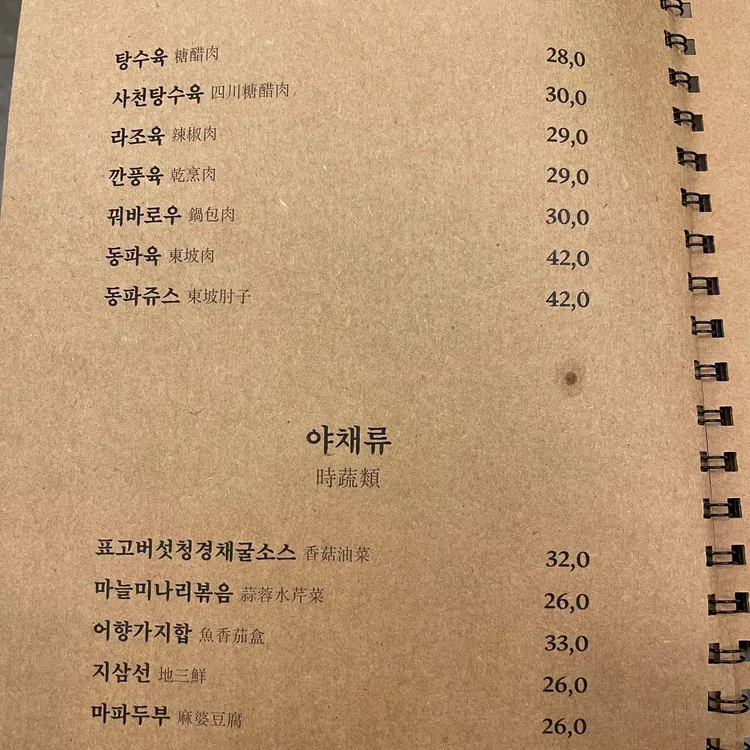 탕수육 糖醋肉 28,0
사천탕수육 四川糖醋肉 30,0
라조육 辣椒肉 29,0
깐풍육 乾烹肉 29,0
꿔바로우 鍋包肉 30,0
동파육 東坡肉 42,0
동파쥬스 東坡肘子 42,0
야채류
時蔬類
표고버섯청경채굴소스 香菇油菜 32,0
마늘미나리볶음 蒜蓉水芹菜 26,0
어향가지합 魚香茄盒 33,0
지삼선 地三鮮 26,0
마파두부 麻婆豆腐 26,0